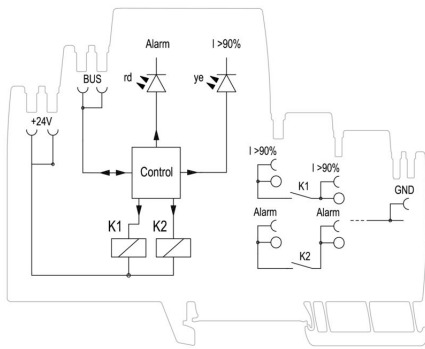 Alarm
I >90%
BUS
rd
ye
+24V
Control
I >90%
I >90%
K1
GND
Alarm
Alarm
K1
K2
K2